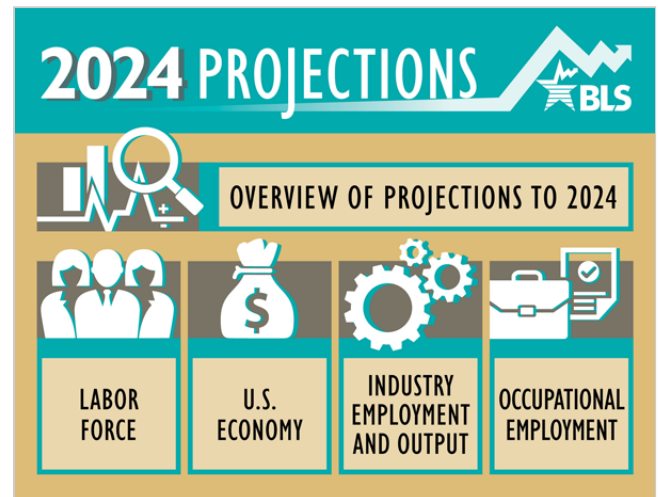 2024 PROJECTIONS
BLS
OVERVIEW OF PROJECTIONS TO 2024
$
LABOR
FORCE
U.S.
ECONOMY
INDUSTRY
EMPLOYMENT
AND OUTPUT
OCCUPATIONAL
EMPLOYMENT